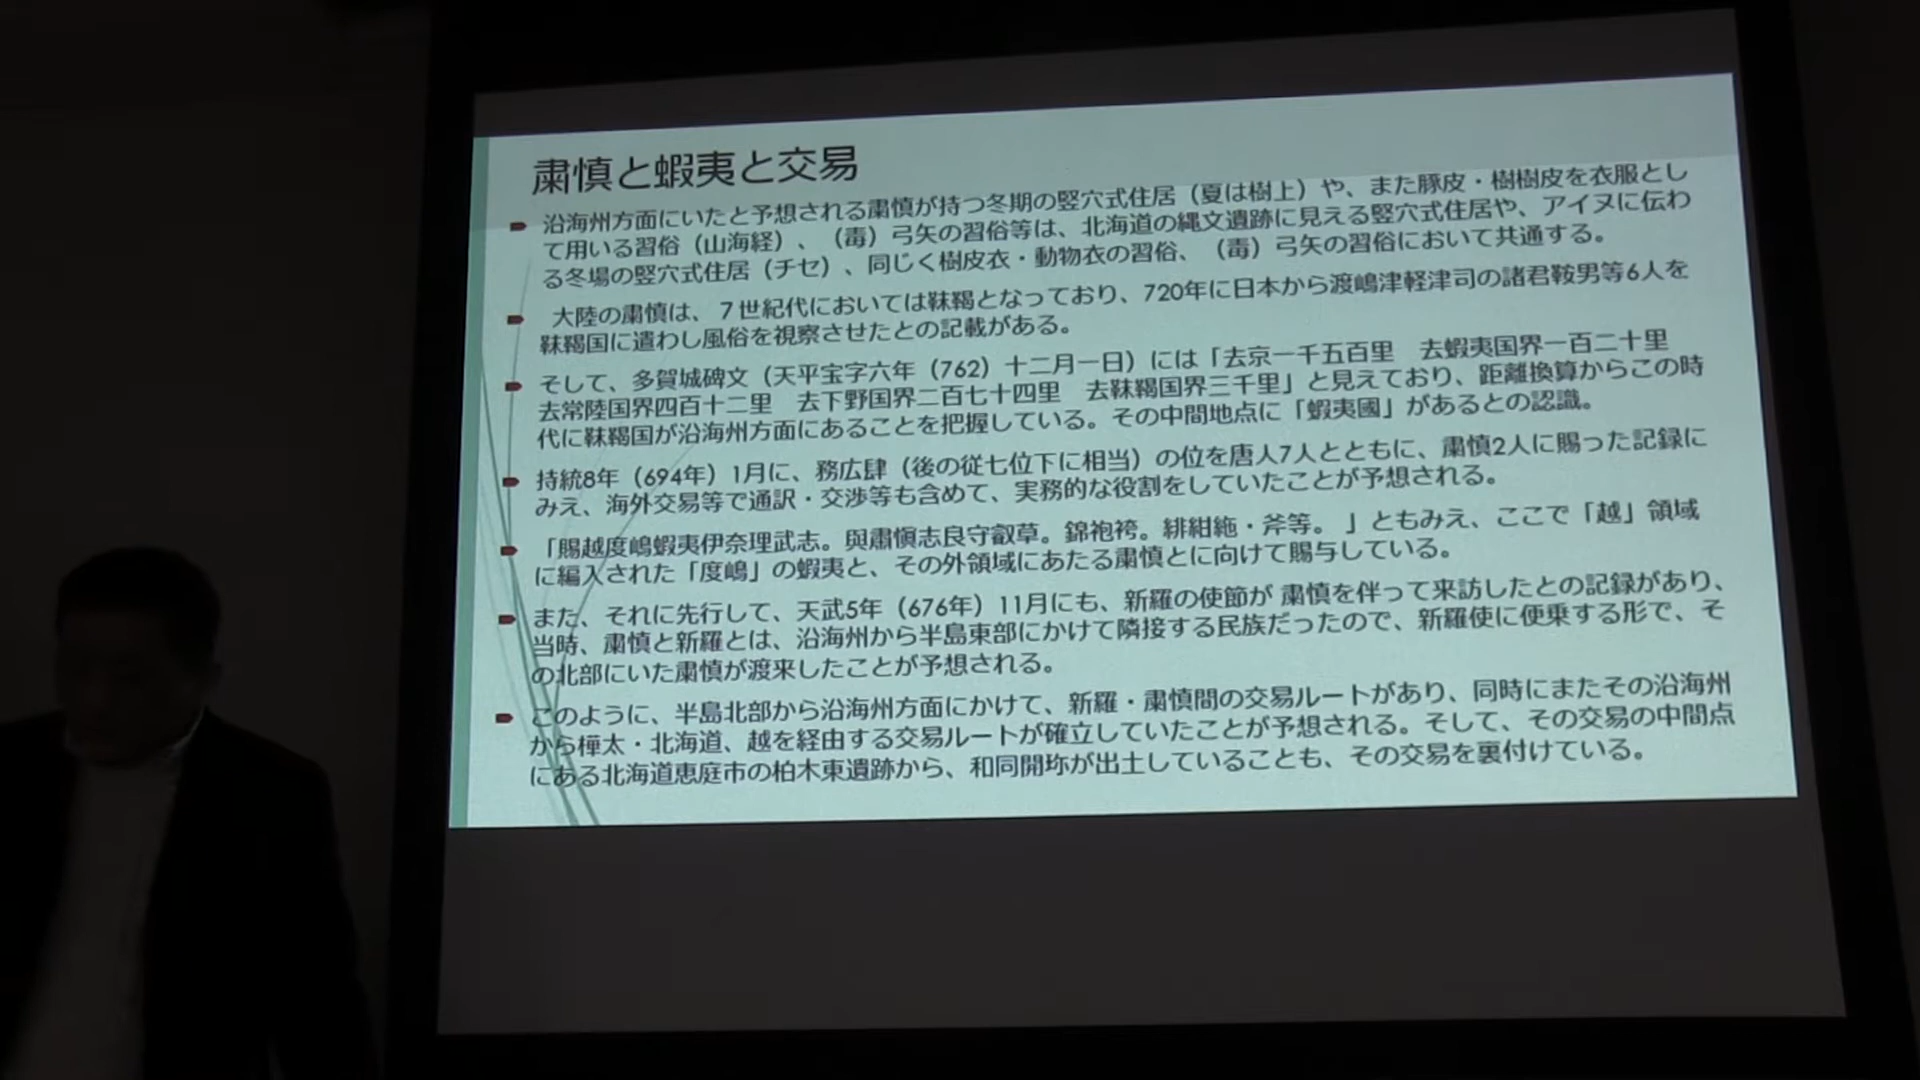 粛慎と蝦夷と交易
沿海州方面にいたと予想される粛慎が持つ冬期の竪穴式住居（夏は樹上）や、また豚皮・樹樹皮を衣服とし
て用いる習俗（山海経）、（毒）弓矢の習俗等は、北海道の縄文遺跡に見える竪穴式住居や、アイヌに伝わ
る冬場の竪穴式住居（チセ）、同じく樹皮衣・動物衣の習俗、（毒）弓矢の習俗において共通する。
大陸の粛慎は、７世紀代においては靺鞨となっており、720年に日本から渡嶋津軽津司の諸君鞍男等6人を
靺鞨国に遣わし風俗を視察させたとの記載がある。
そして、多賀城碑文（天平宝字六年（762）十二月一日）には「去京一千五百里　去蝦夷国界一百二十里
去常陸国界四百十二里　去下野国界二百七十四里　去靺鞨国界三千里」と見えており、距離換算からこの時
代に靺鞨国が沿海州方面にあることを把握している。その中間地点に「蝦夷國」があるとの認識。
持統8年（694年）1月に、務広肆（後の従七位下に相当）の位を唐人7人とともに、粛慎2人に賜った記録に
みえ、海外交易等で通訳・交渉等も含めて、実務的な役割をしていたことが予想される。
「賜越度嶋蝦夷伊奈理武志。與肅愼志良守叡草。錦袍袴。緋紺絁・斧等。」ともみえ、ここで「越」領域
に編入された「度嶋」の蝦夷と、その外領域にあたる粛慎とに向けて賜与している。
また、それに先行して、天武5年（676年）11月にも、新羅の使節が 粛慎を伴って来訪したとの記録があり、
当時、粛慎と新羅とは、沿海州から半島東部にかけて隣接する民族だったので、新羅使に便乗する形で、そ
の北部にいた粛慎が渡来したことが予想される。
このように、半島北部から沿海州方面にかけて、新羅・粛慎間の交易ルートがあり、同時にまたその沿海州
から樺太・北海道、越を経由する交易ルートが確立していたことが予想される。そして、その交易の中間点
にある北海道恵庭市の柏木東遺跡から、和同開珎が出土していることも、その交易を裏付けている。